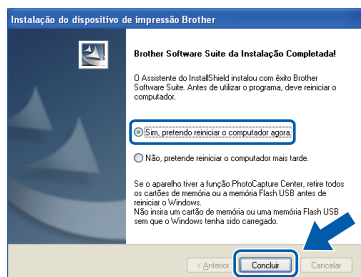 Instalação do dispositivo de impressão Brother
Brother Software Suite da Instalação Completada!
O Assistente do InstallShield instalou com êxito Brother
Software Suite. Antes de utilizar o programa, deve reiniciar o
computador.
Sim, pretendo reiniciar o computador agora.
Não, pretende reiniciar o computador mais tarde.
Se o aparelho tiver a função PhotoCapture Center, retire todos
os cartões de memória ou a memória Flash USB antes de
reiniciar o Windows.
Não insira um cartão de memória ou uma memória Flash USB
sem que o Windows tenha sido carregado.
< Anterior Concluir Cancelar